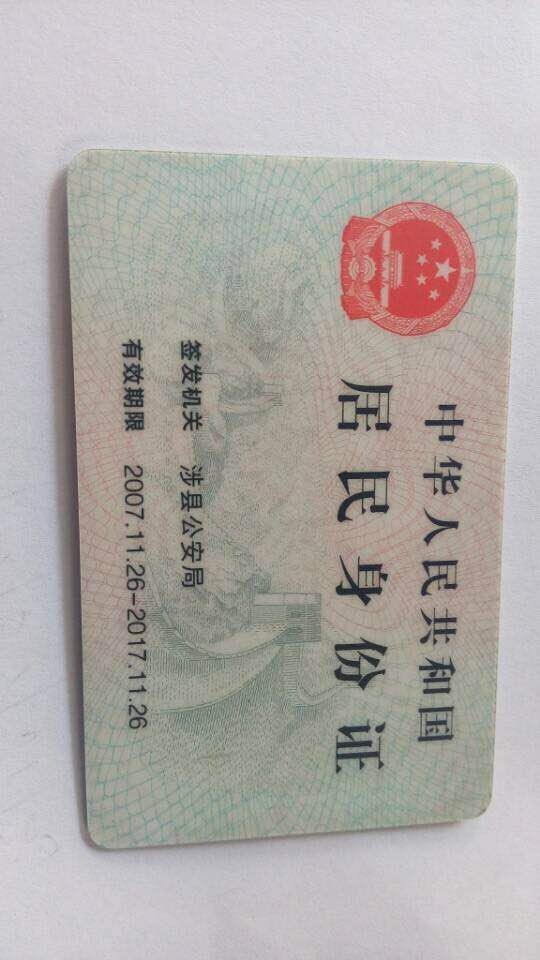 中华人民共和国
居民身份证
签发机关 涉县公安局
有效期限 2007.11.26-2017.11.26